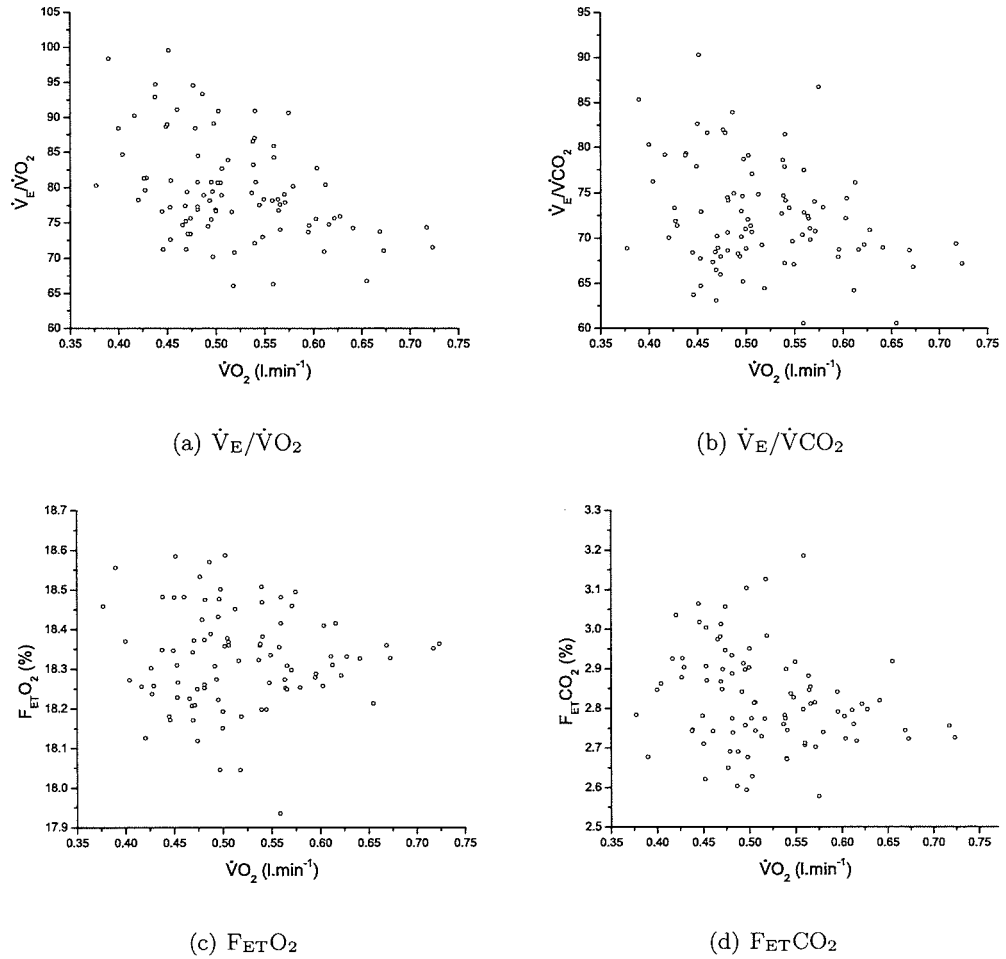 105
100
95
90
85
80
75
70
65
60
V̇E/V̇O2
0.35 0.40 0.45 0.50 0.55 0.60 0.65 0.70 0.75
V̇O2 (l.min-1)
(a) V̇E/V̇O2
95
90
85
80
75
70
65
60
V̇E/V̇CO2
0.35 0.40 0.45 0.50 0.55 0.60 0.65 0.70 0.75
V̇O2 (l.min-1)
(b) V̇E/V̇CO2
18.7
18.6
18.5
18.4
18.3
18.2
18.1
18.0
17.9
FETO2 (%)
0.35 0.40 0.45 0.50 0.55 0.60 0.65 0.70 0.75
V̇O2 (l.min-1)
(c) FETO2
3.3
3.2
3.1
3.0
2.9
2.8
2.7
2.6
2.5
FETCO2 (%)
0.35 0.40 0.45 0.50 0.55 0.60 0.65 0.70 0.75
V̇O2 (l.min-1)
(d) FETCO2